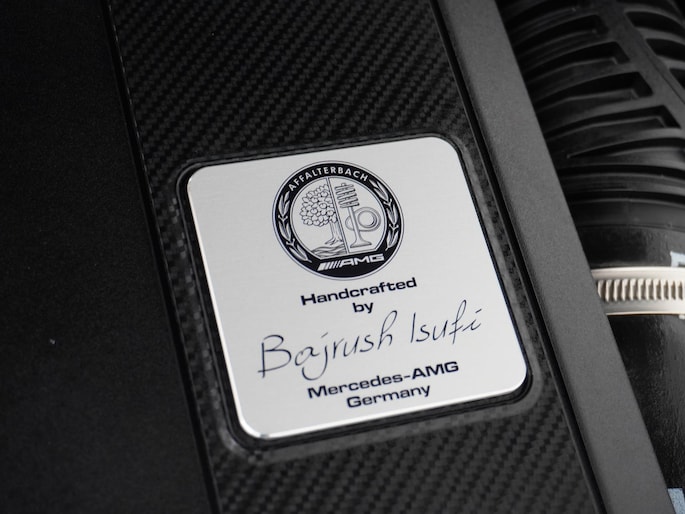 AFFALTERBACH
AMG
Handcrafted
by
Bajrush Isufi
Mercedes-AMG
Germany